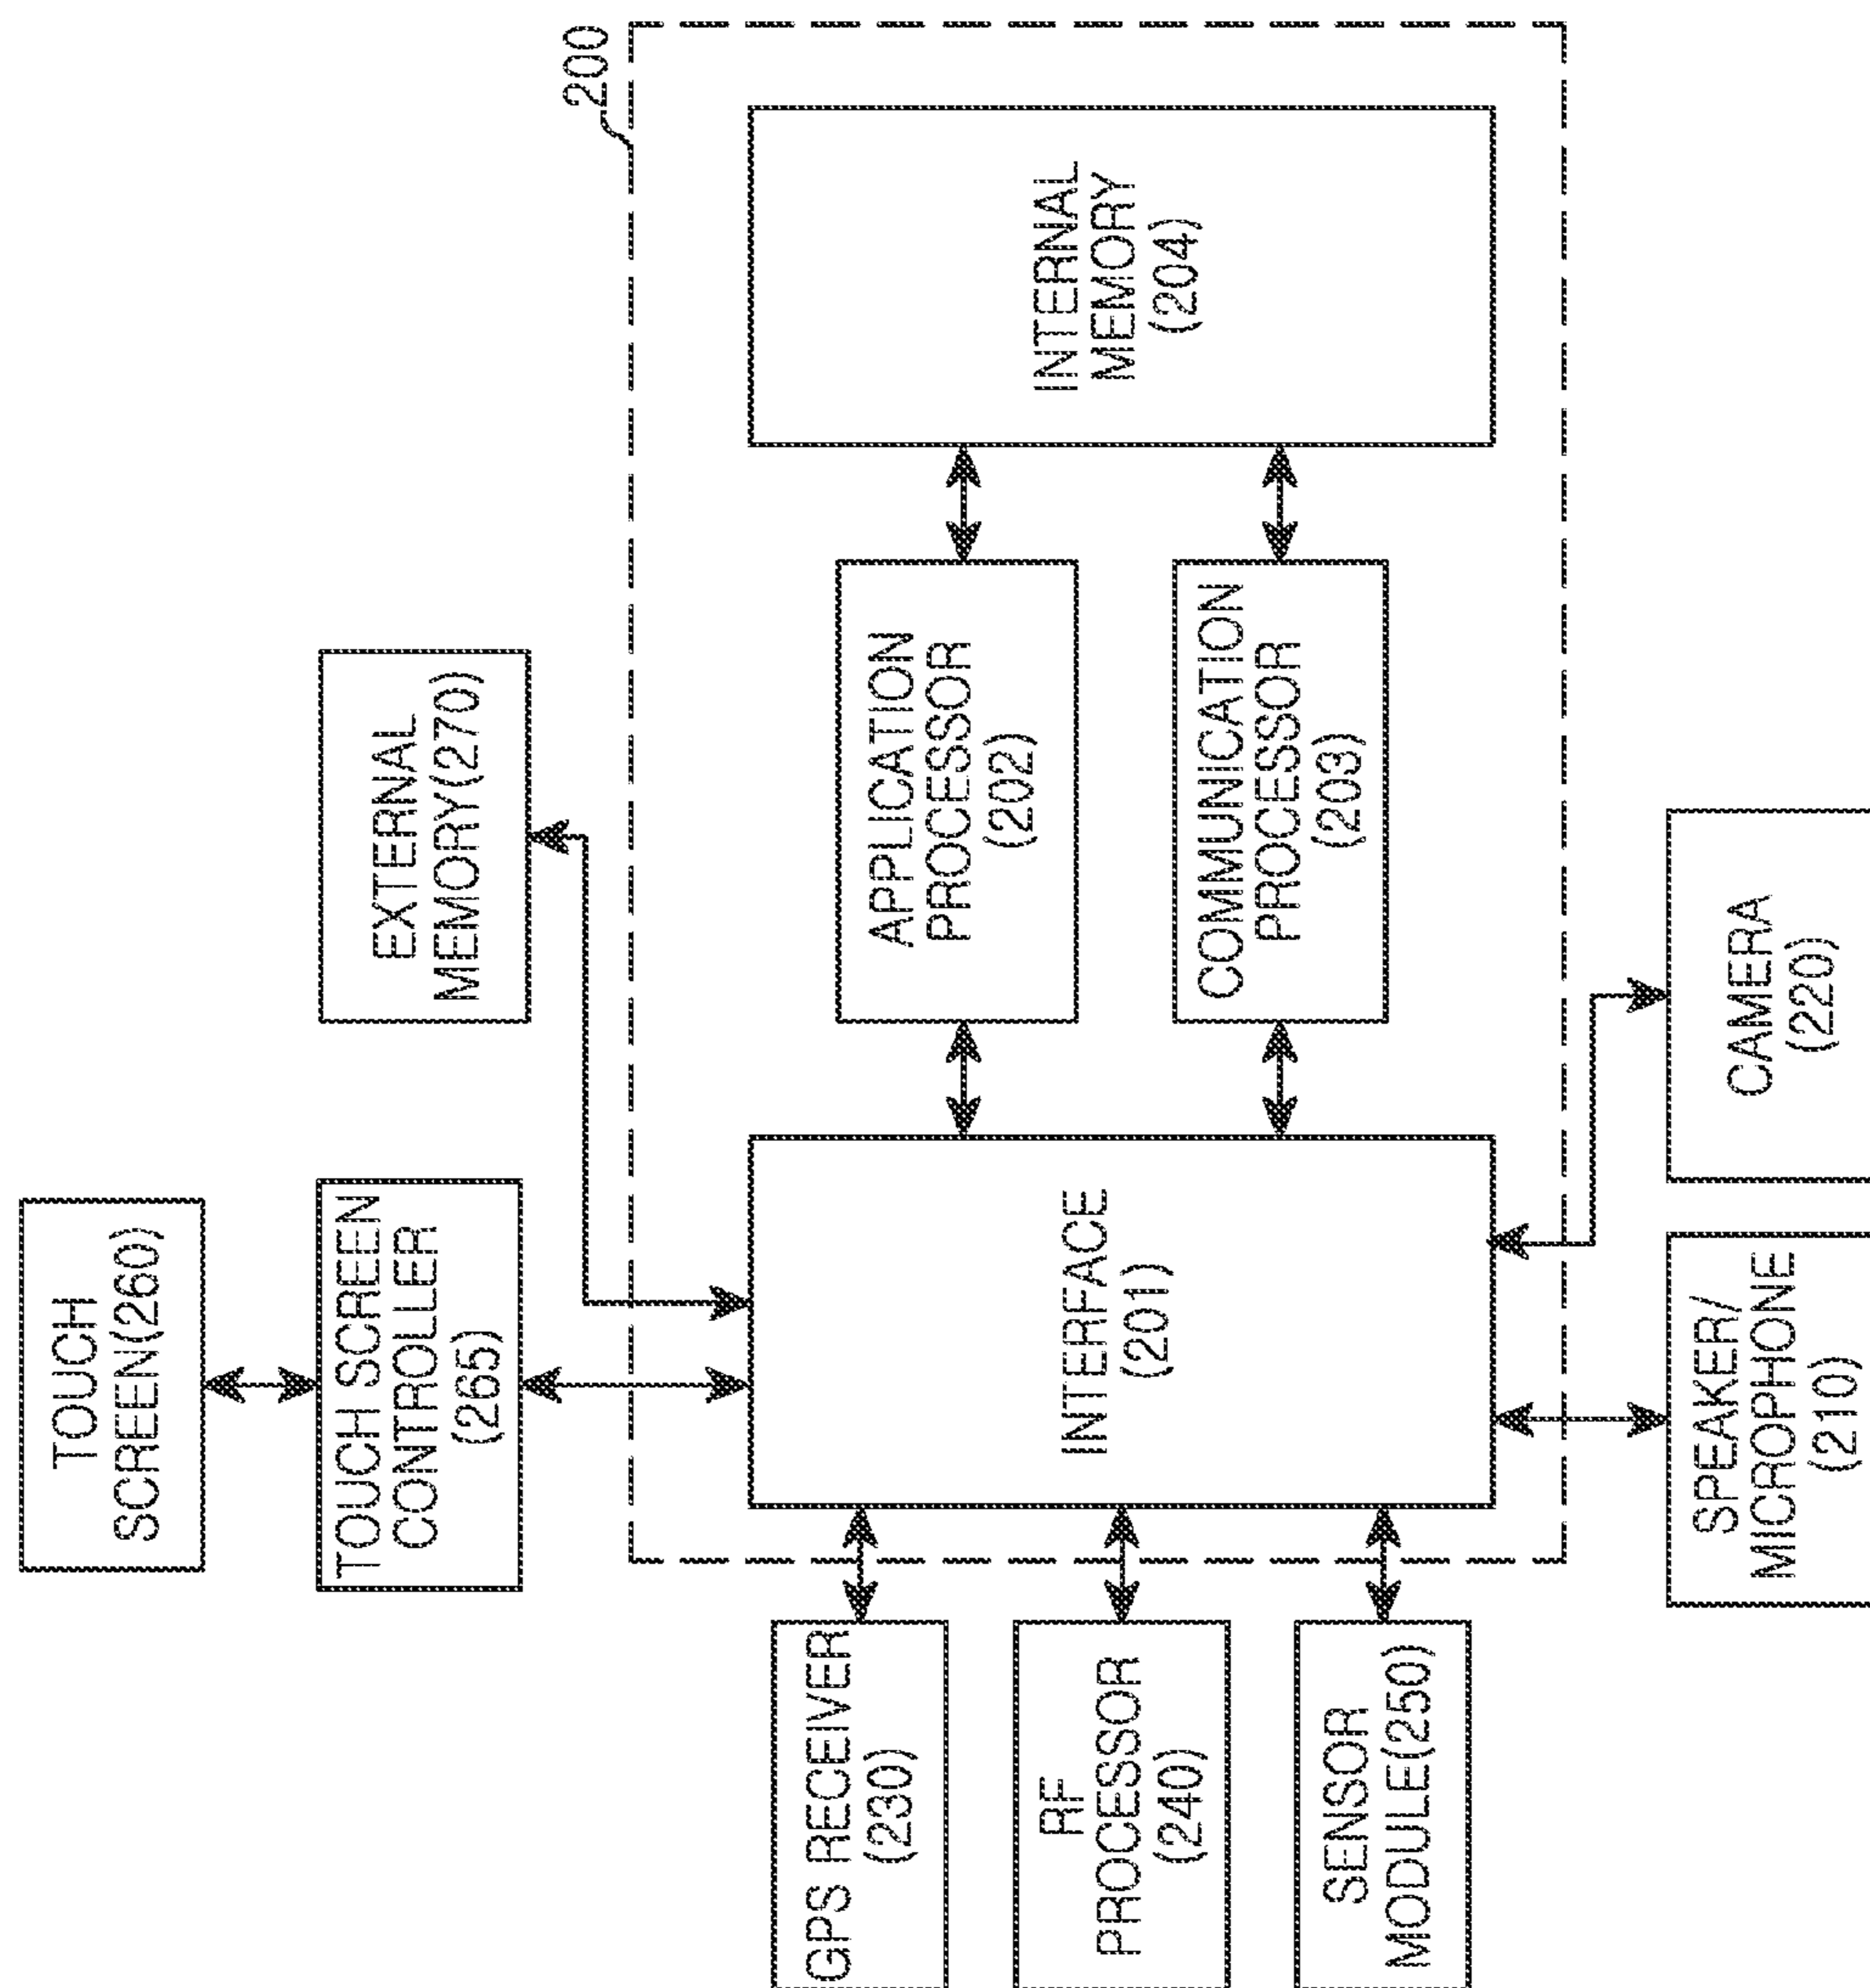 TOUCH
SCREEN(260)
TOUCH SCREEN
CONTROLLER
(265)
EXTERNAL
MEMORY(270)
200
GPS RECEIVER
(230)
RF
PROCESSOR
(240)
SENSOR
MODULE(250)
INTERFACE
(201)
APPLICATION
PROCESSOR
(202)
COMMUNICATION
PROCESSOR
(203)
INTERNAL
MEMORY
(204)
SPEAKER/
MICROPHONE
(210)
CAMERA
(220)